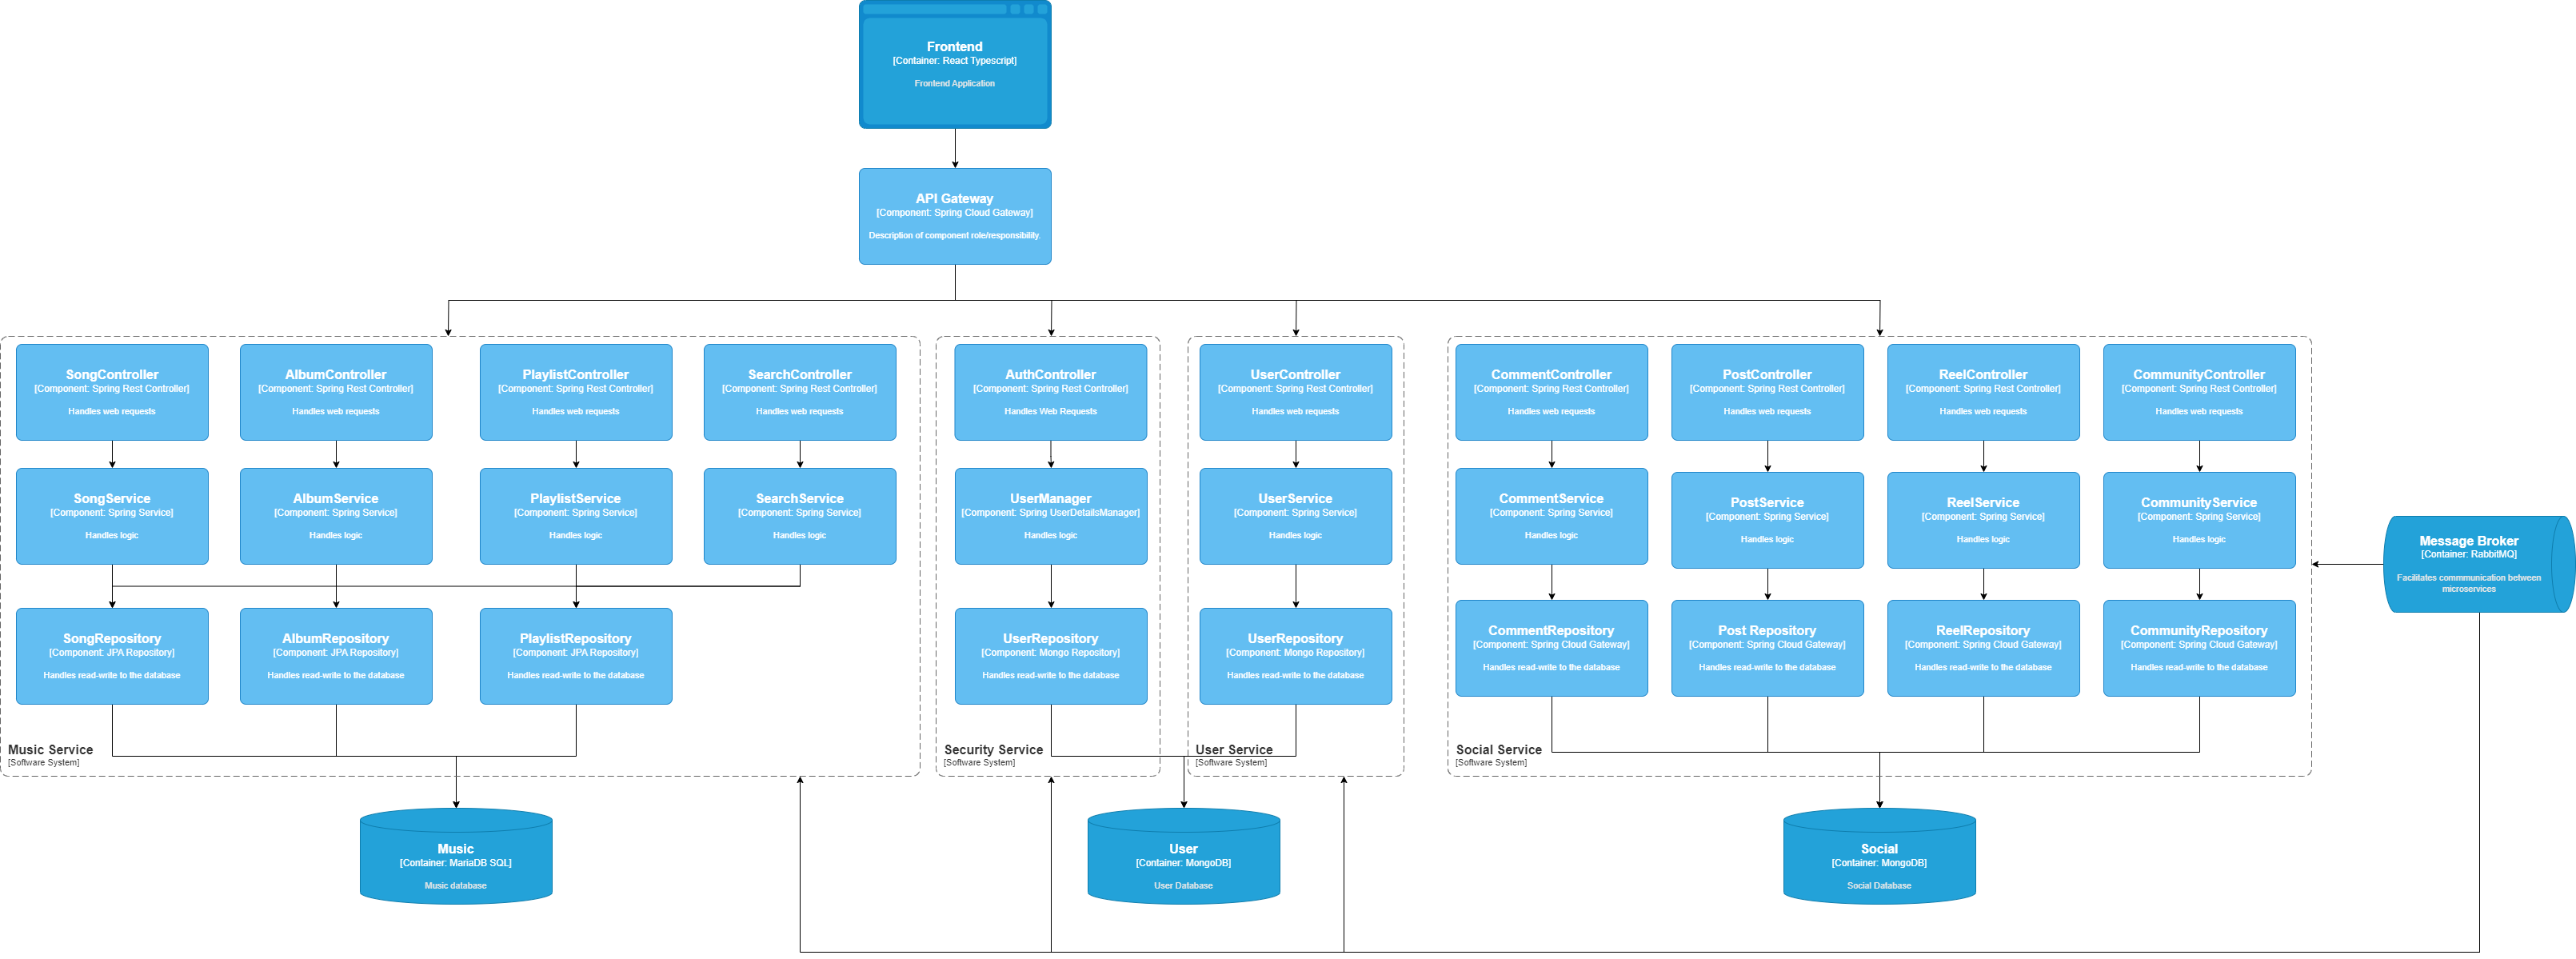 Frontend
[Container: React Typescript]
Frontend Application
API Gateway
[Component: Spring Cloud Gateway]
Description of component role/responsibility.
SongController
[Component: Spring Rest Controller]
Handles web requests
AlbumController
[Component: Spring Rest Controller]
Handles web requests
PlaylistController
[Component: Spring Rest Controller]
Handles web requests
SearchController
[Component: Spring Rest Controller]
Handles web requests
AuthController
[Component: Spring Rest Controller]
Handles Web Requests
UserController
[Component: Spring Rest Controller]
Handles web requests
CommentController
[Component: Spring Rest Controller]
Handles web requests
PostController
[Component: Spring Rest Controller]
Handles web requests
ReelController
[Component: Spring Rest Controller]
Handles web requests
CommunityController
[Component: Spring Rest Controller]
Handles web requests
SongService
[Component: Spring Service]
Handles logic
AlbumService
[Component: Spring Service]
Handles logic
PlaylistService
[Component: Spring Service]
Handles logic
SearchService
[Component: Spring Service]
Handles logic
UserManager
[Component: Spring UserDetailsManager]
Handles logic
UserService
[Component: Spring Service]
Handles logic
CommentService
[Component: Spring Service]
Handles logic
PostService
[Component: Spring Service]
Handles logic
ReelService
[Component: Spring Service]
Handles logic
CommunityService
[Component: Spring Service]
Handles logic
Message Broker
[Container: RabbitMQ]
Facilitates commmunication between
microservices
SongRepository
[Component: JPA Repository]
Handles read-write to the database
AlbumRepository
[Component: JPA Repository]
Handles read-write to the database
PlaylistRepository
[Component: JPA Repository]
Handles read-write to the database
UserRepository
[Component: Mongo Repository]
Handles read-write to the database
UserRepository
[Component: Mongo Repository]
Handles read-write to the database
CommentRepository
[Component: Spring Cloud Gateway]
Handles read-write to the database
Post Repository
[Component: Spring Cloud Gateway]
Handles read-write to the database
ReelRepository
[Component: Spring Cloud Gateway]
Handles read-write to the database
CommunityRepository
[Component: Spring Cloud Gateway]
Handles read-write to the database
Music Service
[Software System]
Security Service
[Software System]
User Service
[Software System]
Social Service
[Software System]
Music
[Container: MariaDB SQL]
Music database
User
[Container: MongoDB]
User Database
Social
[Container: MongoDB]
Social Database